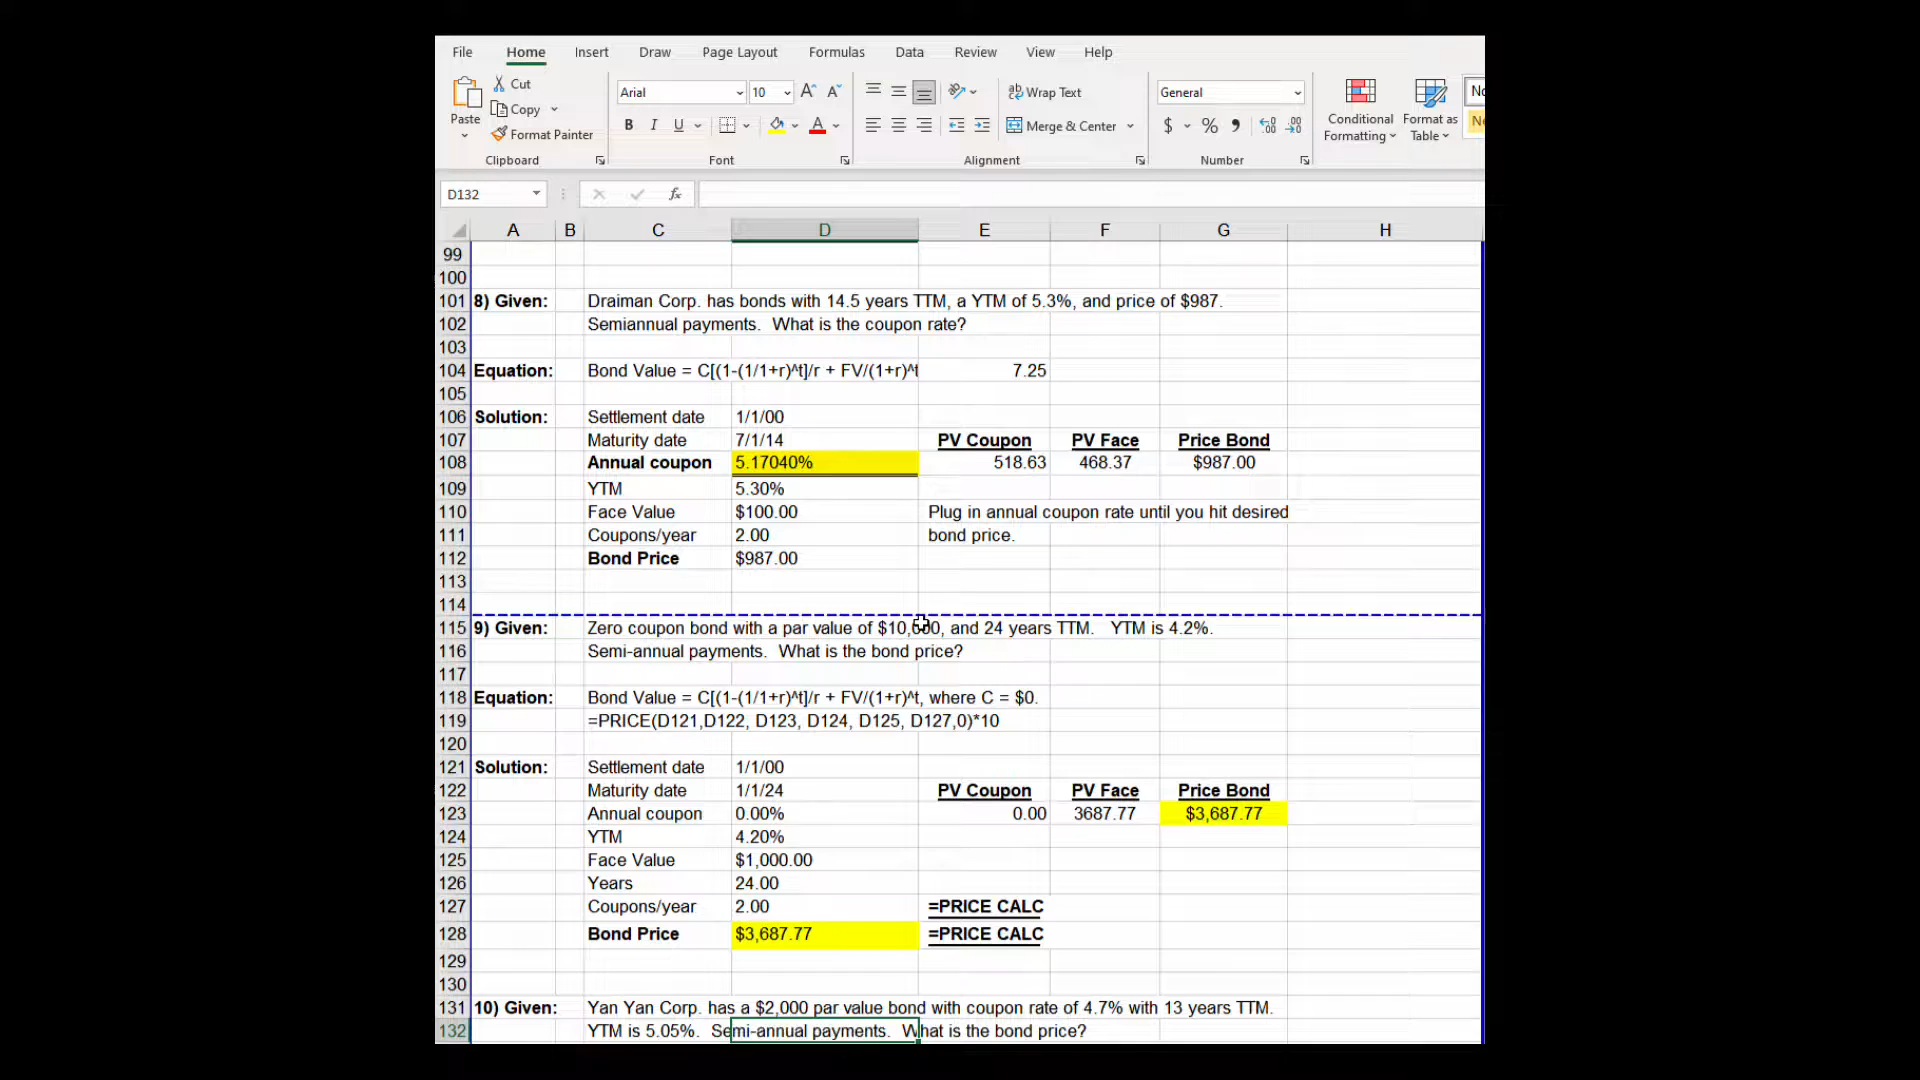 File Home Insert Draw Page Layout Formulas Data Review View Help
Paste Cut Copy Format Painter
Arial 10 A A
B I U A
Wrap Text
Merge & Center
General
$ % 9 .00
Conditional Formatting Format as Table
Clipboard Font Alignment Number
D132 fx
A B C D E F G H
99
100
101 8) Given: Draiman Corp. has bonds with 14.5 years TTM, a YTM of 5.3%, and price of $987.
102 Semiannual payments. What is the coupon rate?
103
104 Equation: Bond Value = C[(1-(1/1+r)^t]/r + FV/(1+r)^t 7.25
105
106 Solution: Settlement date 1/1/00
107 Maturity date 7/1/14 PV Coupon PV Face Price Bond
108 Annual coupon 5.17040% 518.63 468.37 $987.00
109 YTM 5.30%
110 Face Value $100.00 Plug in annual coupon rate until you hit desired
111 Coupons/year 2.00 bond price.
112 Bond Price $987.00
113
114
115 9) Given: Zero coupon bond with a par value of and 24 years TTM. YTM is 4.2%.
116 Semi-annual payments. What is the bond price?
117
118 Equation: Bond Value = C[(1-(1/1+r)^t]/r + FV/(1+r)^t, where C = $0.
119 =PRICE(D121,D122, D123, D124, D125, D127,0)*10
120
121 Solution: Settlement date 1/1/00
122 Maturity date 1/1/24 PV Coupon PV Face Price Bond
123 Annual coupon 0.00% 0.00 3687.77 $3,687.77
124 YTM 4.20%
125 Face Value $1,000.00
126 Years 24.00
127 Coupons/year 2.00 =PRICE CALC
128 Bond Price $3,687.77 =PRICE CALC
129
130
131 10) Given: Yan Yan Corp. has a $2,000 par value bond with coupon rate of 4.7% with 13 years TTM.
132 YTM is 5.05%. Semi-annual payments. What is the bond price?